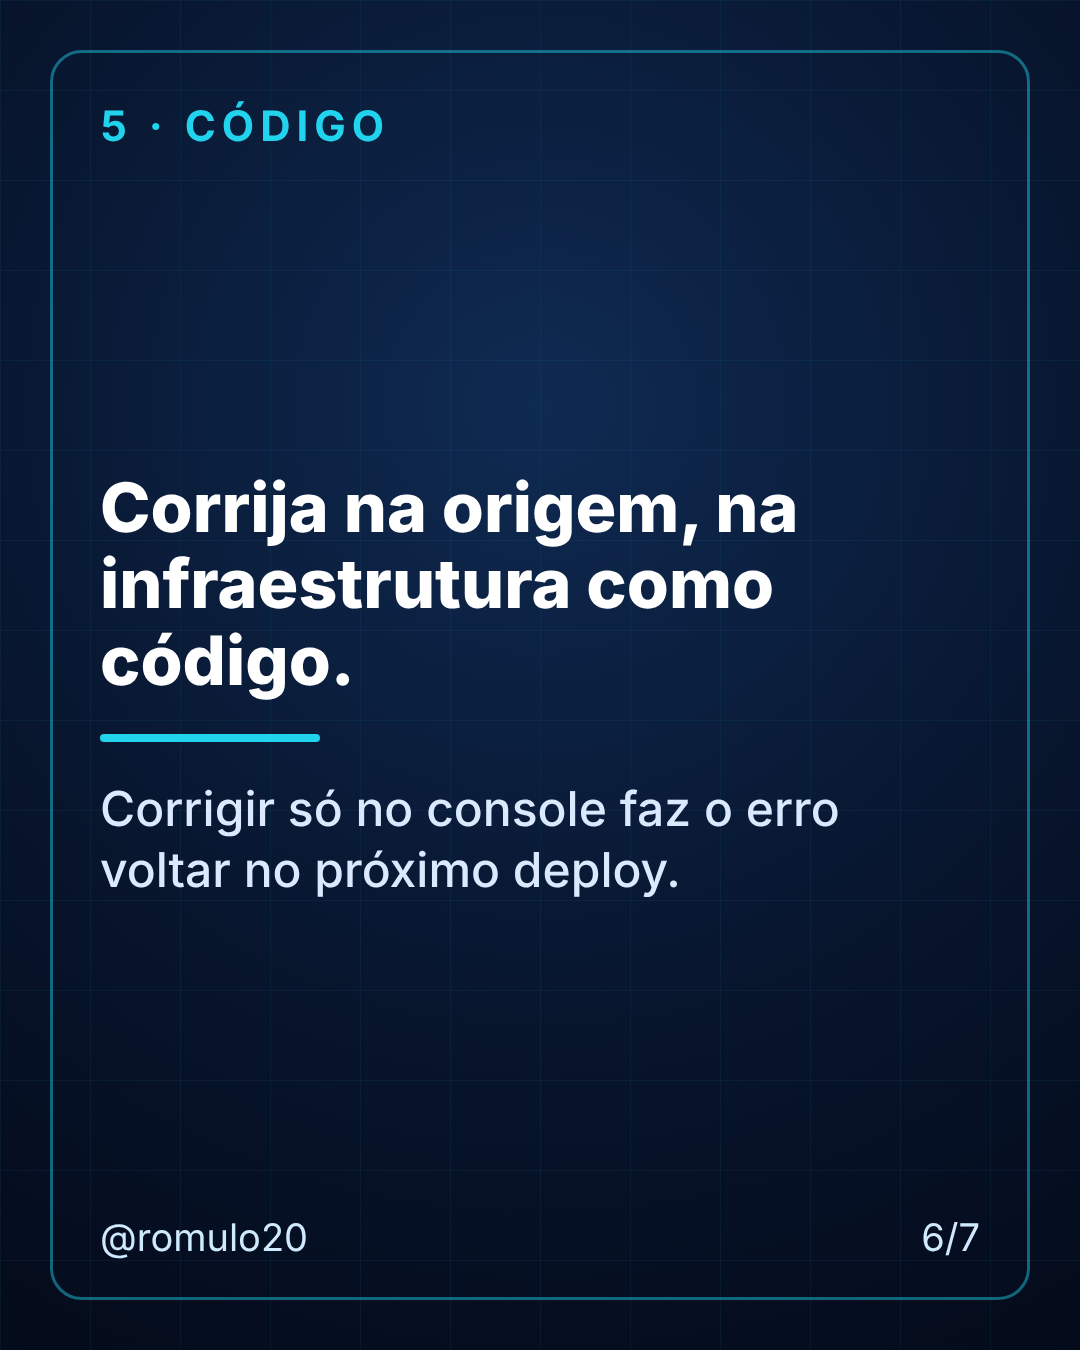 5 · CÓDIGO
Corrija na origem, na
infraestrutura como
código.
Corrigir só no console faz o erro
voltar no próximo deploy.
@romulo20
6/7